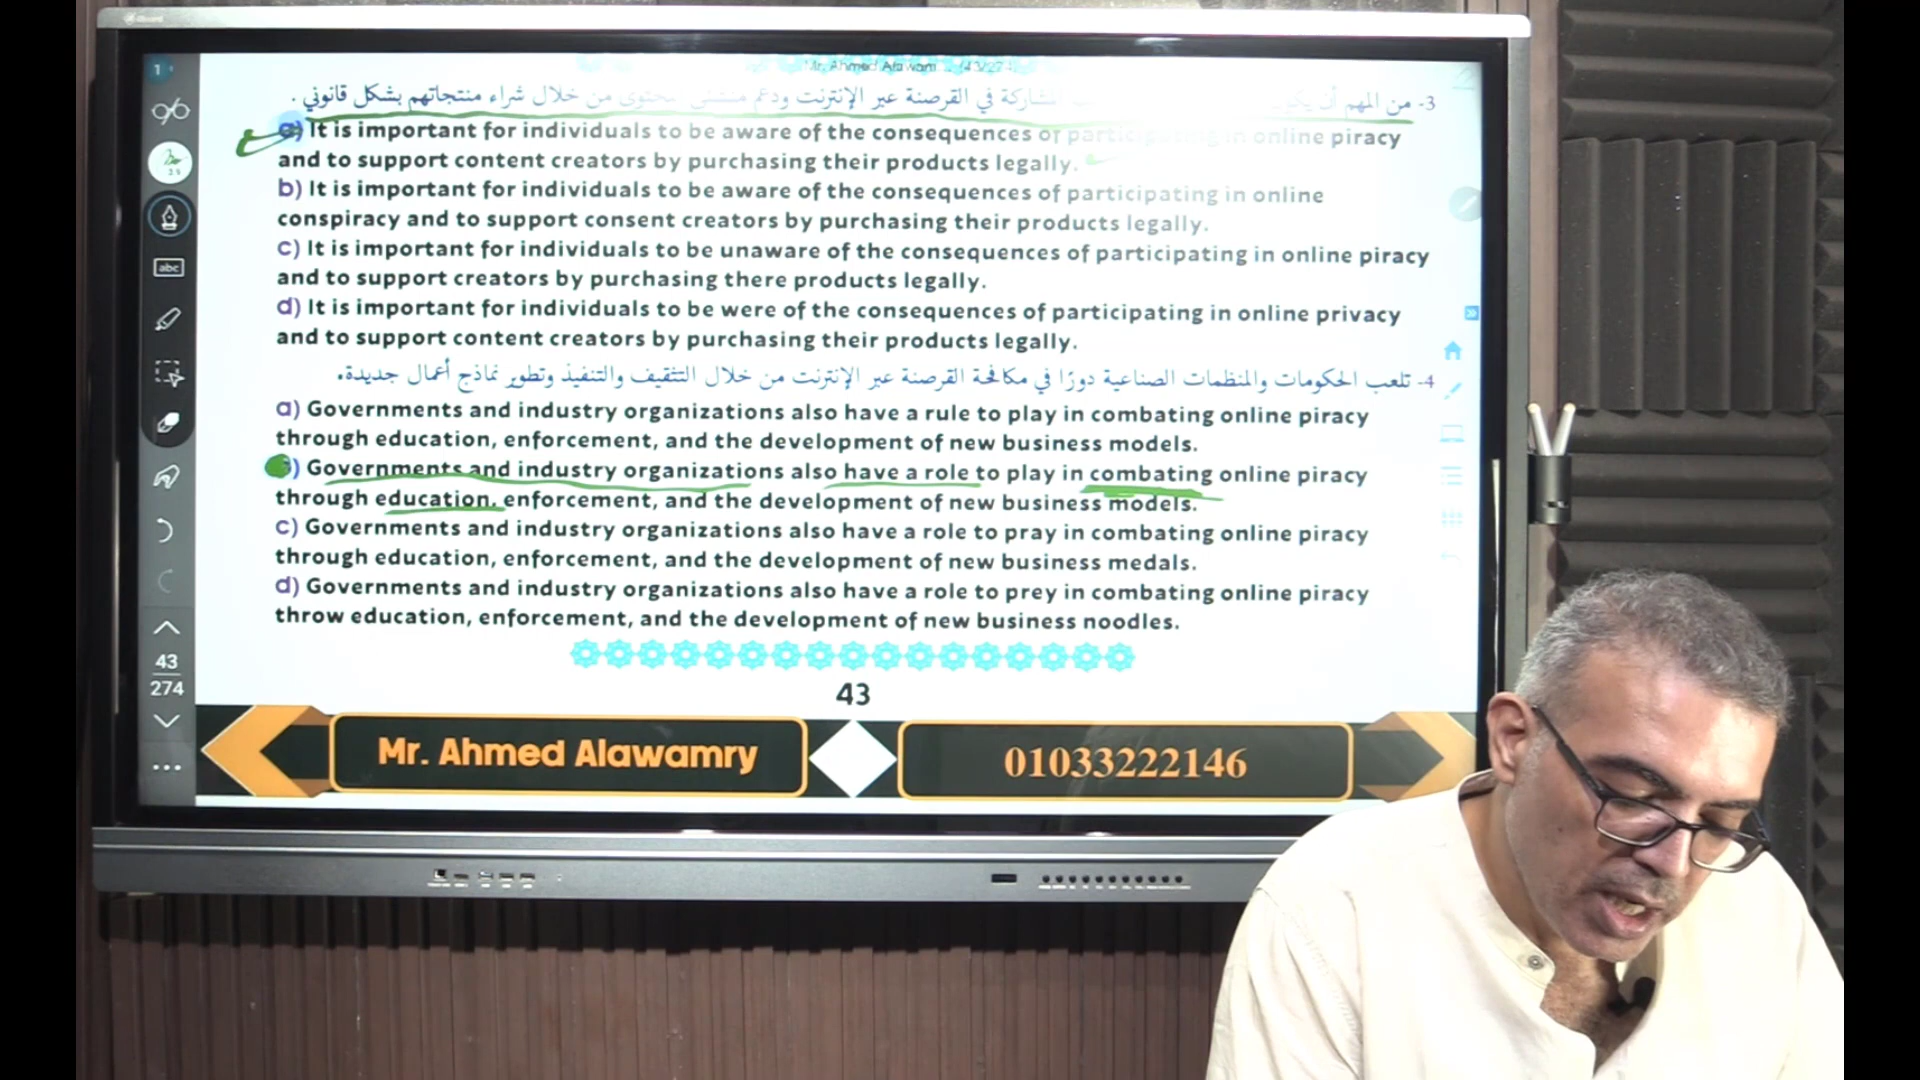 Mr. Ahmed Alawam ... (43/274)
3- من المهم أن يكو المشاركة في القرصنة عبر الإنترنت ودعم منشئي محتوى من خلال شراء منتجاتهم بشكل قانوني .
a) It is important for individuals to be aware of the consequences of participating in online piracy
and to support content creators by purchasing their products legally.
b) It is important for individuals to be aware of the consequences of participating in online
conspiracy and to support consent creators by purchasing their products legally.
c) It is important for individuals to be unaware of the consequences of participating in online piracy
and to support creators by purchasing there products legally.
d) It is important for individuals to be were of the consequences of participating in online privacy
and to support content creators by purchasing their products legally.
4- تلعب الحكومات والمنظمات الصناعية دورًا في مكافحة القرصنة عبر الإنترنت من خلال التثقيف والتنفيذ وتطوير نماذج أعمال جديدة.
a) Governments and industry organizations also have a rule to play in combating online piracy
through education, enforcement, and the development of new business models.
) Governments and industry organizations also have a role to play in combating online piracy
through education, enforcement, and the development of new business models.
c) Governments and industry organizations also have a role to pray in combating online piracy
through education, enforcement, and the development of new business medals.
d) Governments and industry organizations also have a role to prey in combating online piracy
throw education, enforcement, and the development of new business noodles.
43
Mr. Ahmed Alawamry
01033222146
1
abc
43
274